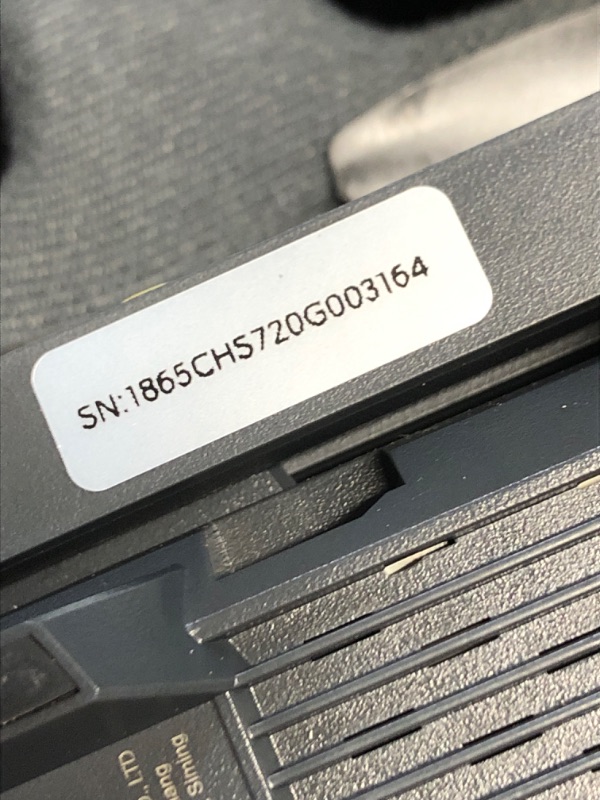 SN:1865CH5720G003164
, LTD
Siming